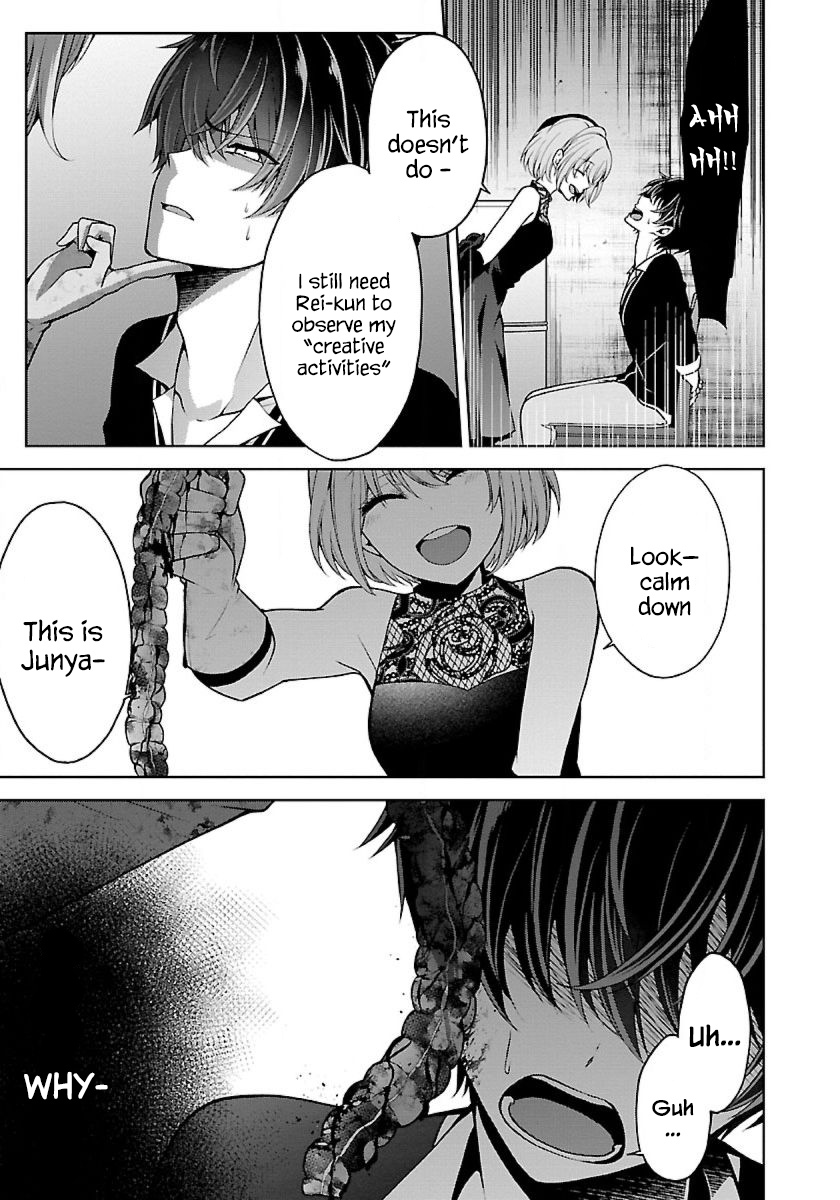 AHH
HH!!
This
doesn't
do -
I still need
Rei-kun to
observe my
"creative
activities"
Look—
calm
down
This is
Junya-
Uh...
Guh
...
WHY-